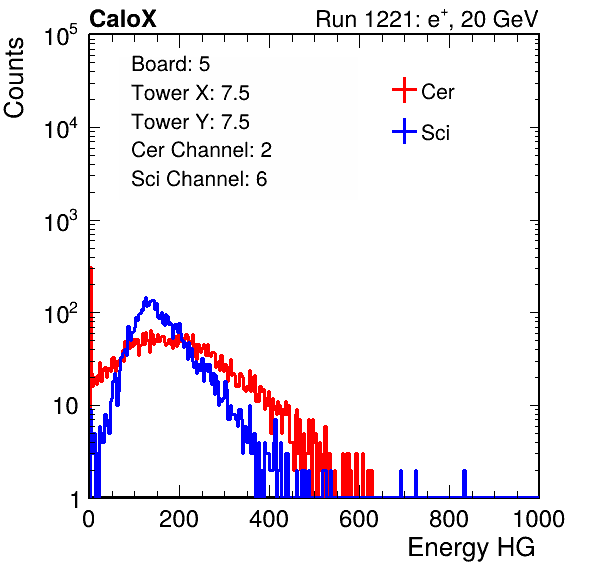 CaloX Run 1221: e⁺, 20 GeV
Counts
10⁵
10⁴
10³
10²
10
1
Board: 5
Tower X: 7.5
Tower Y: 7.5
Cer Channel: 2
Sci Channel: 6
Cer
Sci
0 200 400 600 800 1000
Energy HG